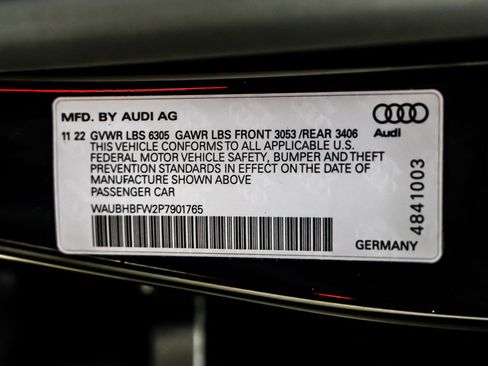 MFD. BY AUDI AG
Audi
11 22 GVWR LBS 6305 GAWR LBS FRONT 3053 /REAR 3406
THIS VEHICLE CONFORMS TO ALL APPLICABLE U.S.
FEDERAL MOTOR VEHICLE SAFETY, BUMPER AND THEFT
PREVENTION STANDARDS IN EFFECT ON THE DATE OF
MANUFACTURE SHOWN ABOVE
PASSENGER CAR
WAUBHBFW2P7901765
4841003
GERMANY